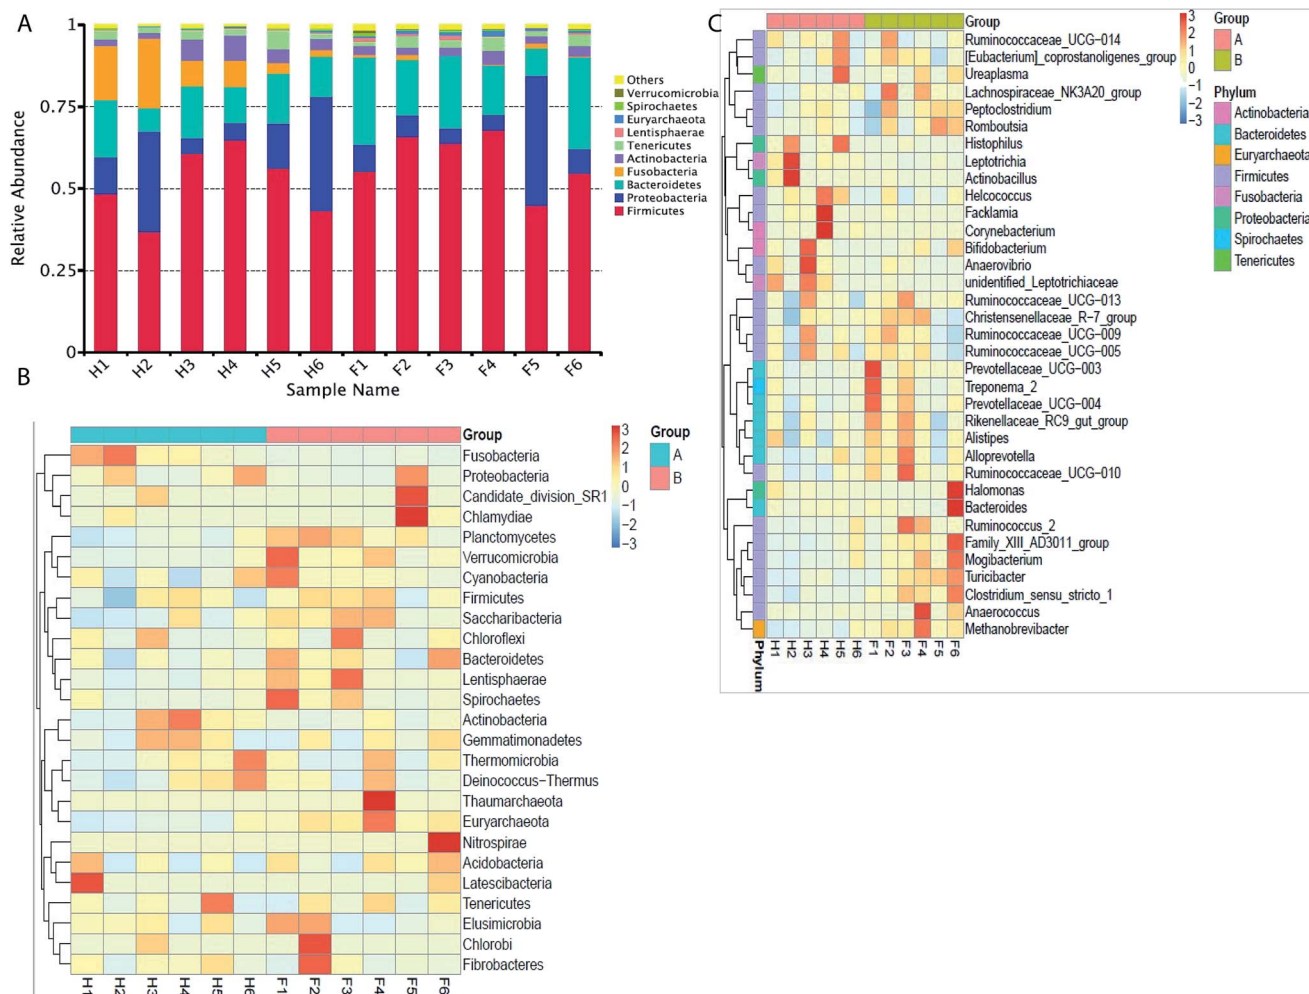 A
Relative Abundance
1
0.75
0.5
0.25
0
H1 H2 H3 H4 H5 H6 F1 F2 F3 F4 F5 F6
Sample Name
Others
Verrucomicrobia
Spirochaetes
Euryarchaeota
Lentisphaerae
Tenericutes
Actinobacteria
Fusobacteria
Bacteroidetes
Proteobacteria
Firmicutes
B
Group
Fusobacteria
Proteobacteria
Candidate_division_SR1
Chlamydiae
Planctomycetes
Verrucomicrobia
Cyanobacteria
Firmicutes
Saccharibacteria
Chloroflexi
Bacteroidetes
Lentisphaerae
Spirochaetes
Actinobacteria
Gemmatimonadetes
Thermomicrobia
Deinococcus-Thermus
Thaumarchaeota
Euryarchaeota
Nitrospirae
Acidobacteria
Latescibacteria
Tenericutes
Elusimicrobia
Chlorobi
Fibrobacteres
H1 H2 H3 H4 H5 H6 F1 F2 F3 F4 F5 F6
3
2
1
0
−1
−2
−3
Group
A
B
C
Group
Ruminococcaceae_UCG−014
[Eubacterium]_coprostanoligenes_group
Ureaplasma
Lachnospiraceae_NK3A20_group
Peptoclostridium
Romboutsia
Histophilus
Leptotrichia
Actinobacillus
Helcococcus
Facklamia
Corynebacterium
Bifidobacterium
Anaerovibrio
unidentified_Leptotrichiaceae
Ruminococcaceae_UCG−013
Christensenellaceae_R−7_group
Ruminococcaceae_UCG−009
Ruminococcaceae_UCG−005
Prevotellaceae_UCG−003
Treponema_2
Prevotellaceae_UCG−004
Rikenellaceae_RC9_gut_group
Alistipes
Alloprevotella
Ruminococcaceae_UCG−010
Halomonas
Bacteroides
Ruminococcus_2
Family_XIII_AD3011_group
Mogibacterium
Turicibacter
Clostridium_sensu_stricto_1
Anaerococcus
Methanobrevibacter
Phylum H1 H2 H3 H4 H5 H6 F1 F2 F3 F4 F5 F6
3
2
1
0
−1
−2
−3
Group
A
B
Phylum
Actinobacteria
Bacteroidetes
Euryarchaeota
Firmicutes
Fusobacteria
Proteobacteria
Spirochaetes
Tenericutes